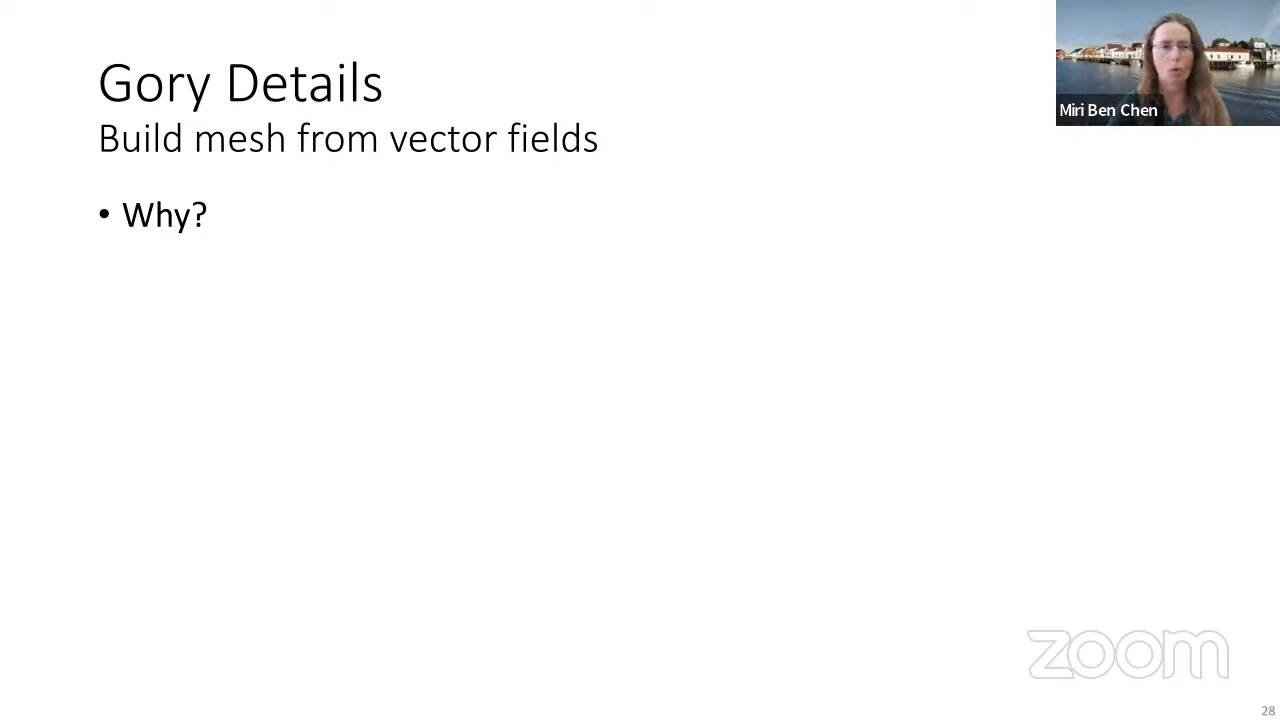 Gory Details
Build mesh from vector fields
• Why?
Miri Ben Chen
zoom
28